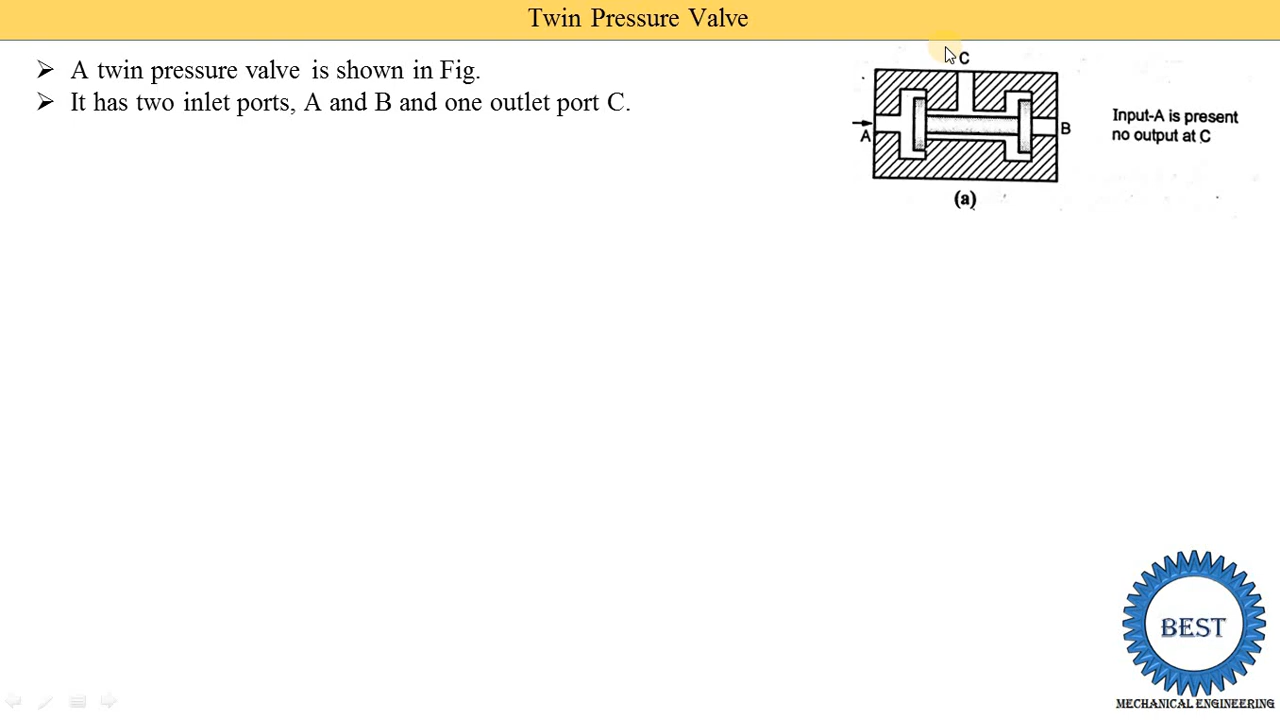 Twin Pressure Valve
➢ A twin pressure valve is shown in Fig.
➢ It has two inlet ports, A and B and one outlet port C.
C
A
B
Input-A is present
no output at C
(a)
BEST
MECHANICAL ENGINEERING